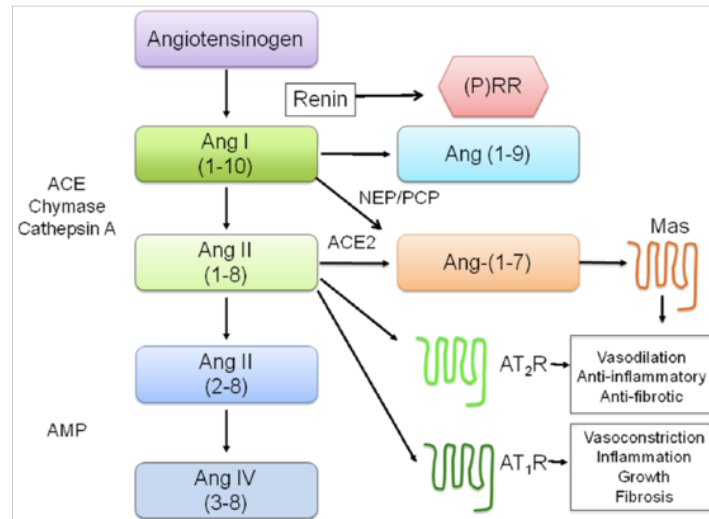 Angiotensinogen
Renin
(P)RR
Ang I
(1-10)
Ang (1-9)
ACE
Chymase
Cathepsin A
NEP/PCP
Ang II
(1-8)
ACE2
Ang-(1-7)
Mas
Ang II
(2-8)
AT₂R
Vasodilation
Anti-inflammatory
Anti-fibrotic
AMP
Ang IV
(3-8)
AT₁R
Vasoconstriction
Inflammation
Growth
Fibrosis